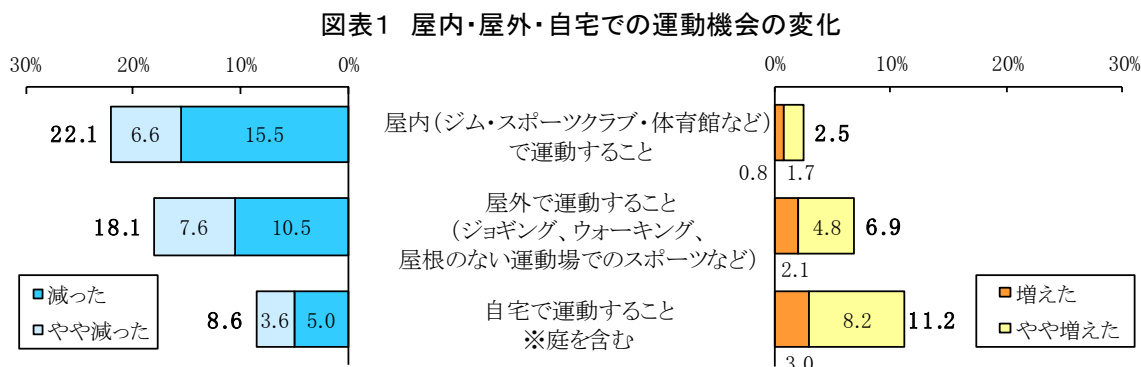 図表1 屋内・屋外・自宅での運動機会の変化
30% 20% 10% 0% 0% 10% 20% 30%
22.1 6.6 15.5 屋内(ジム・スポーツクラブ・体育館など)で運動すること 2.5
0.8 1.7
18.1 7.6 10.5 屋外で運動すること
(ジョギング、ウォーキング、
屋根のない運動場でのスポーツなど) 4.8 6.9
2.1
減った
やや減った
8.6 3.6 5.0 自宅で運動すること
※庭を含む 8.2 11.2
3.0
増えた
やや増えた